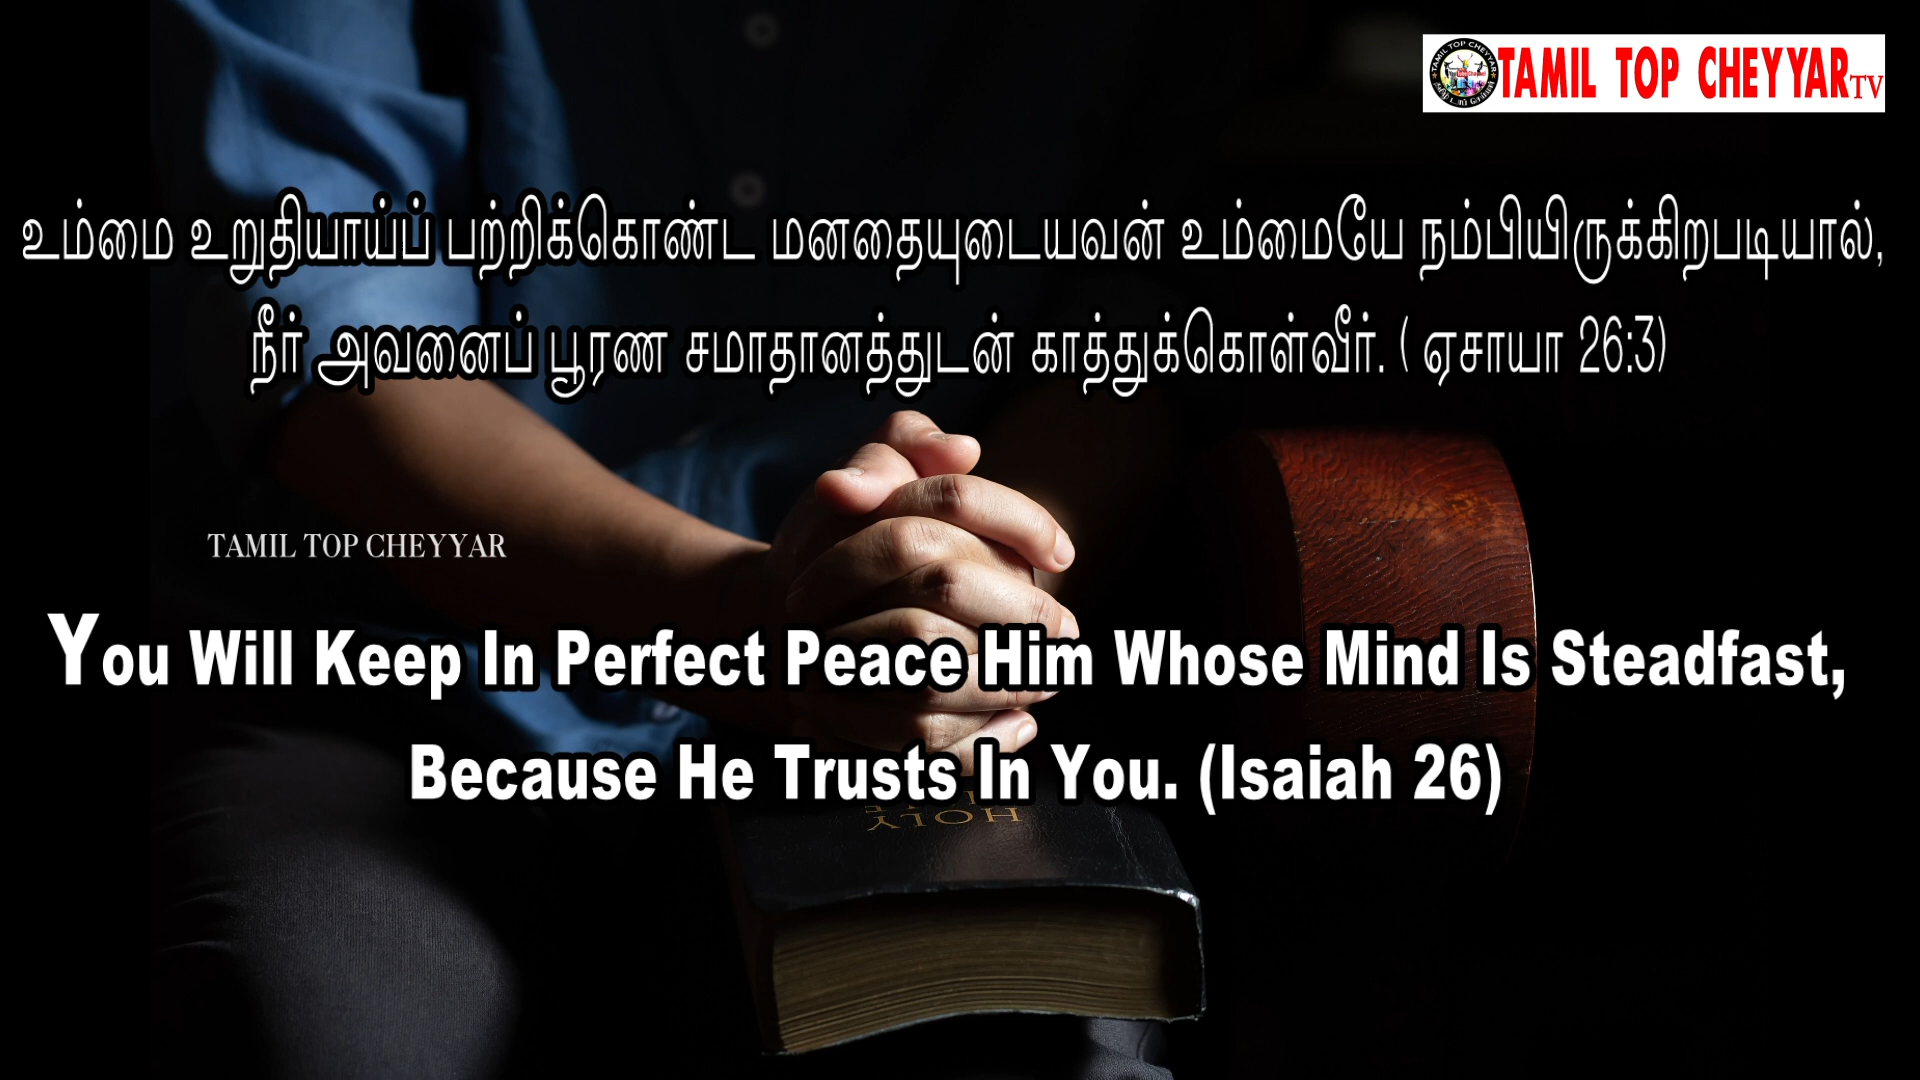 TAMIL TOP CHEYYAR TV
உம்மை உறுதியாய்ப் பற்றிக்கொண்ட மனதையுடையவன் உம்மையே நம்பியிருக்கிறபடியால்,
நீர் அவனைப் பூரண சமாதானத்துடன் காத்துக்கொள்வீர். ( ஏசாயா 26:3)
TAMIL TOP CHEYYAR
You Will Keep In Perfect Peace Him Whose Mind Is Steadfast,
Because He Trusts In You. (Isaiah 26)
HOLY